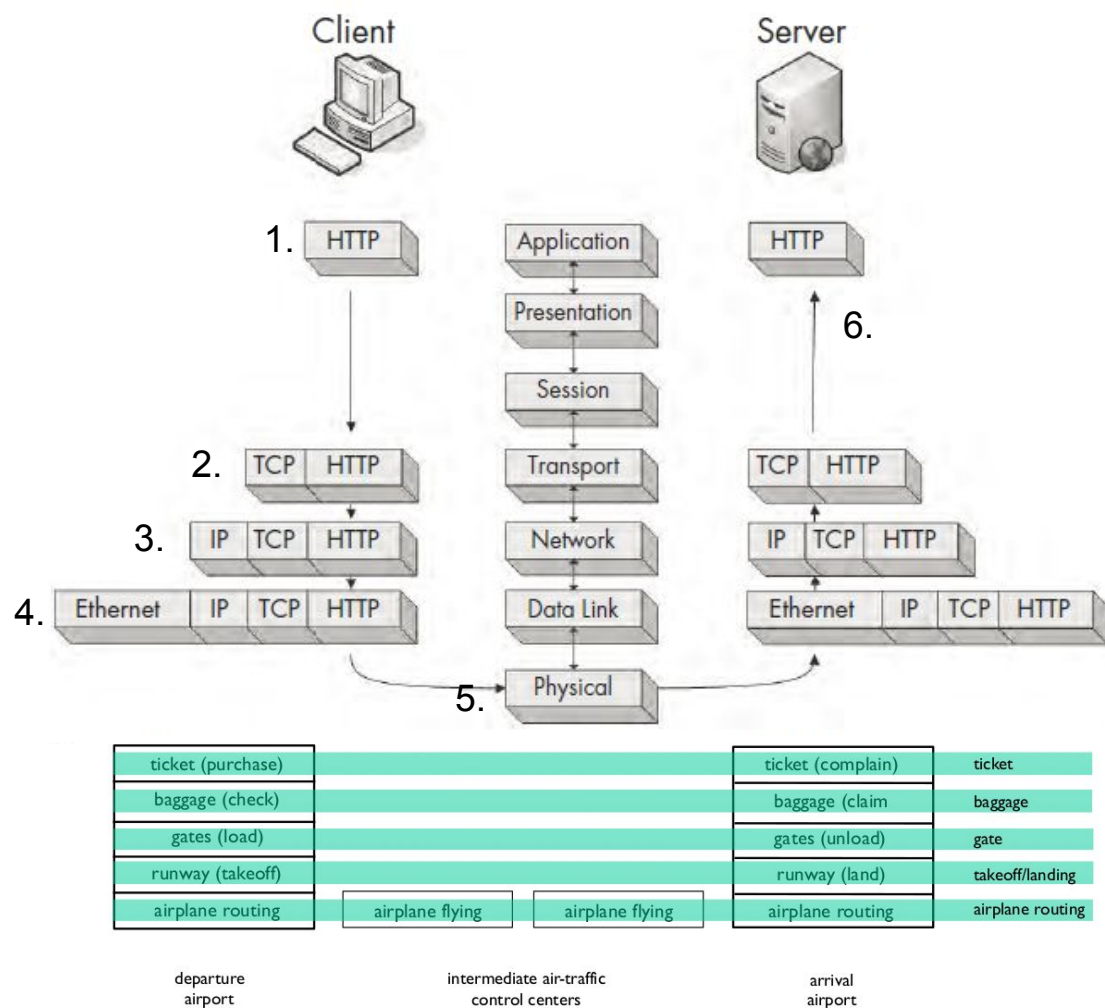 Client
Server
1. HTTP
Application
HTTP
Presentation
6.
Session
2. TCP HTTP
Transport
TCP HTTP
3. IP TCP HTTP
Network
IP TCP HTTP
4. Ethernet IP TCP HTTP
Data Link
Ethernet IP TCP HTTP
5. Physical
ticket (purchase)
ticket (complain)
ticket
baggage (check)
baggage (claim
baggage
gates (load)
gates (unload)
gate
runway (takeoff)
runway (land)
takeoff/landing
airplane routing
airplane flying
airplane flying
airplane routing
airplane routing
departure
airport
intermediate air-traffic
control centers
arrival
airport